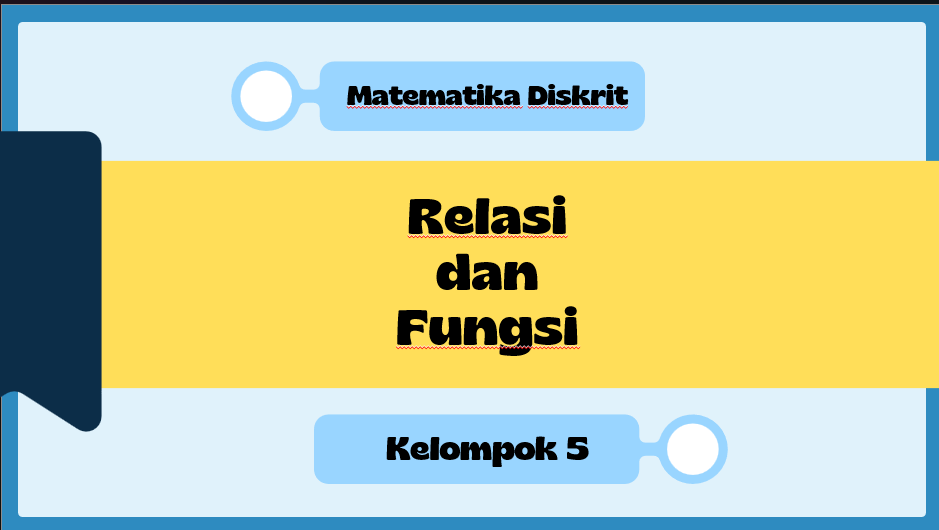 Matematika Diskrit
Relasi
dan
Fungsi
Kelompok 5